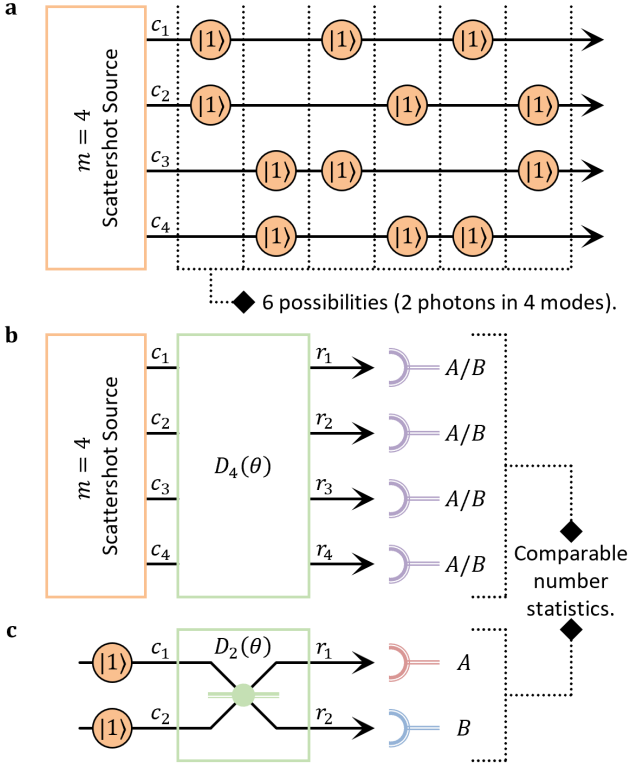 a
m = 4
Scattershot Source
c₁ |1⟩ |1⟩ |1⟩
c₂ |1⟩ |1⟩ |1⟩
c₃ |1⟩ |1⟩ |1⟩
c₄ |1⟩ |1⟩ |1⟩
6 possibilities (2 photons in 4 modes).
b
m = 4
Scattershot Source
c₁ r₁ A/B
c₂ r₂ A/B
D₄(θ)
c₃ r₃ A/B
c₄ r₄ A/B
Comparable
number
statistics.
c
D₂(θ)
|1⟩ c₁ r₁ A
|1⟩ c₂ r₂ B